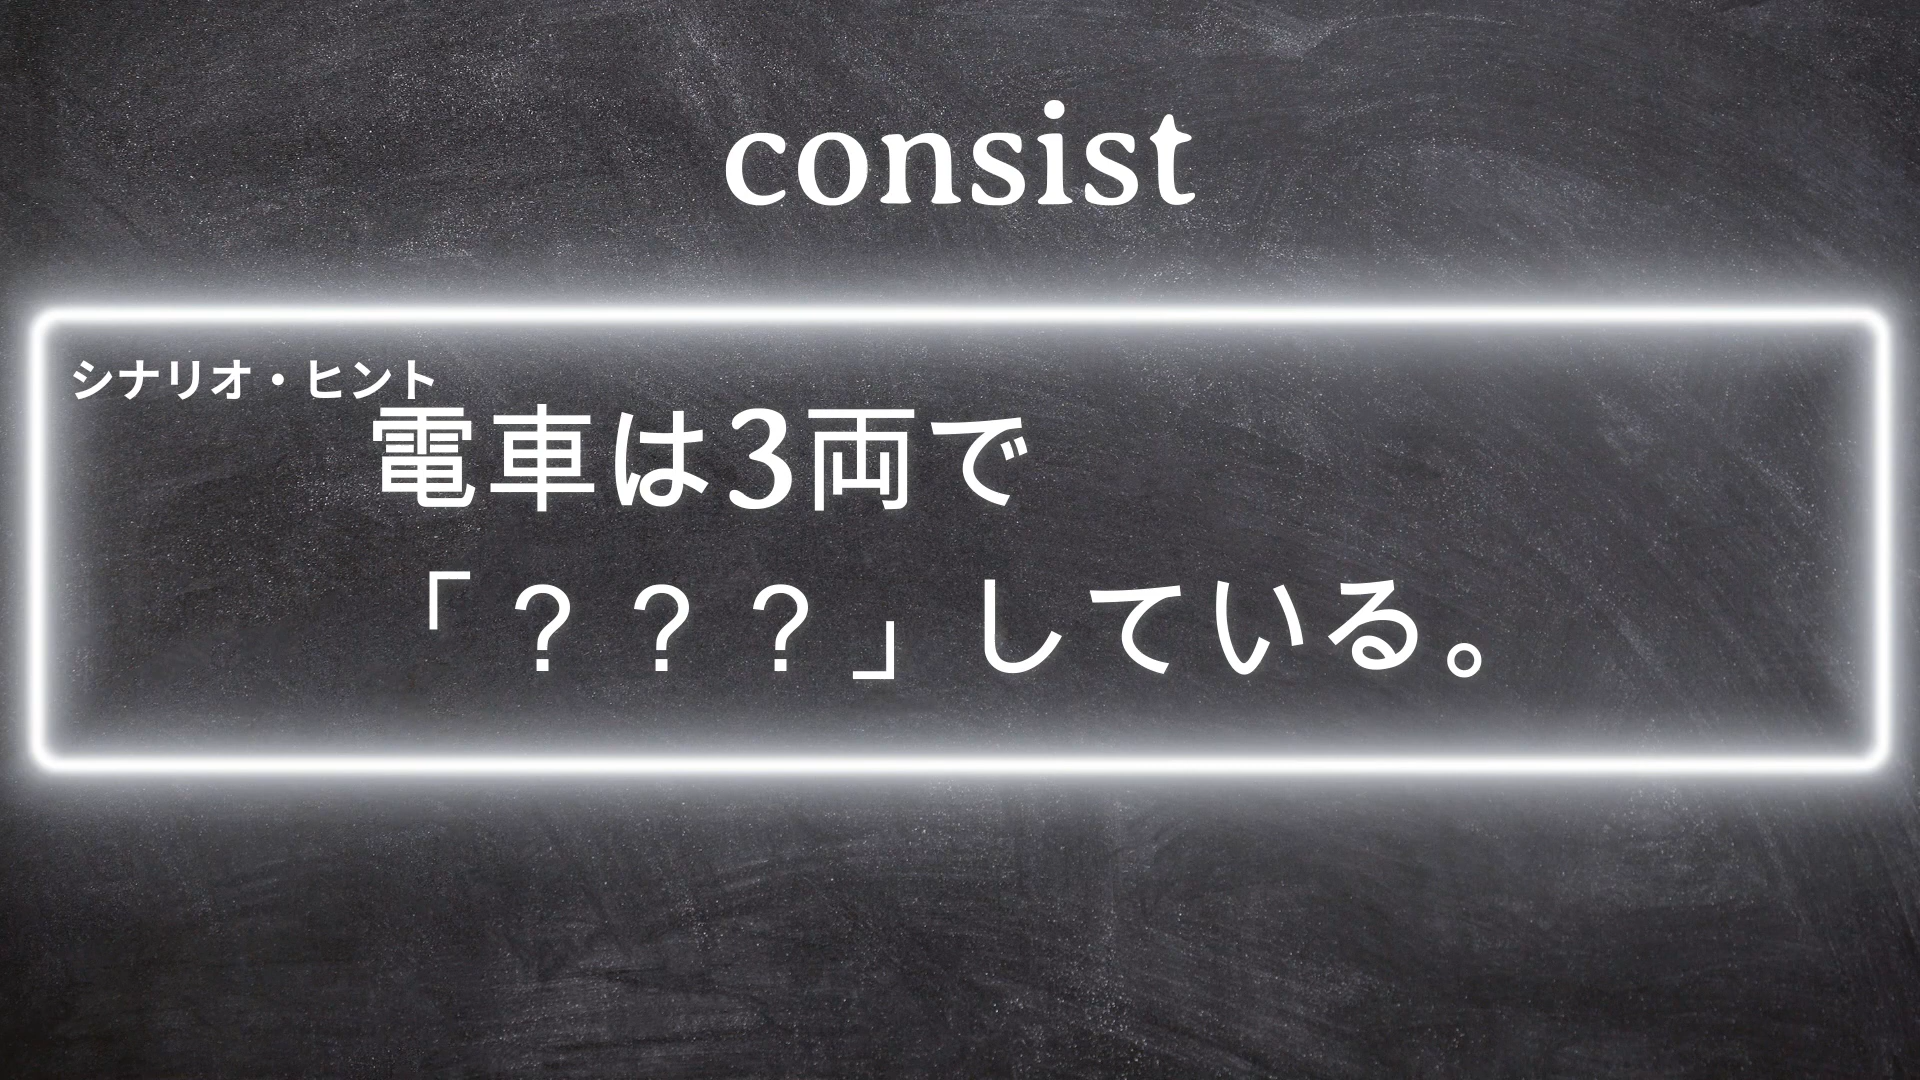 consist
シナリオ・ヒント
電車は3両で
「？？？」している。